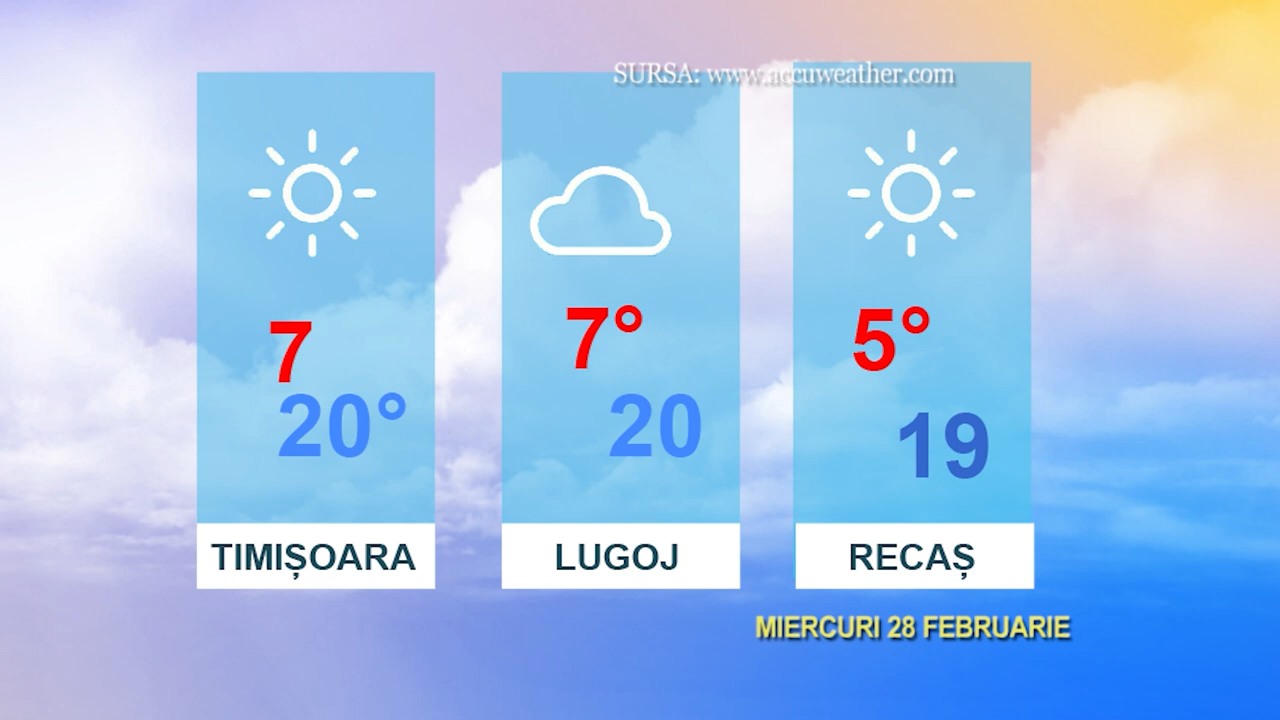 SURSA: www.accuweather.com
7
20°
TIMIȘOARA
7°
20
LUGOJ
5°
19
RECAȘ
MIERCURI 28 FEBRUARIE